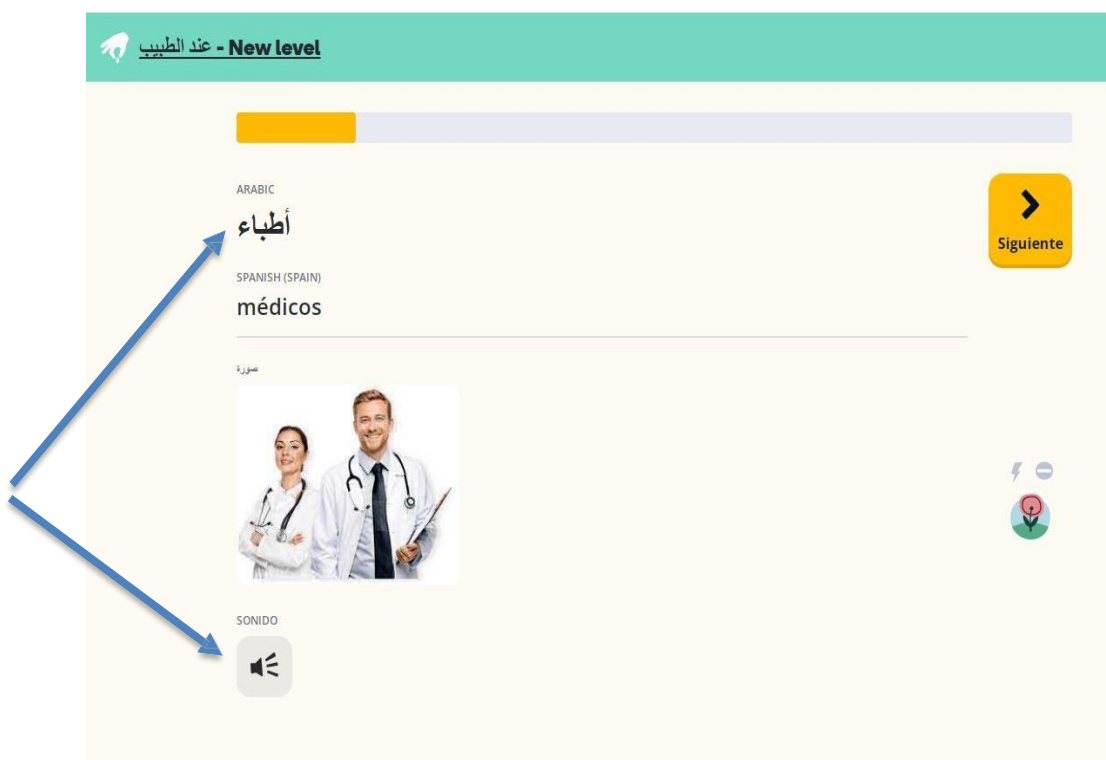 عند الطبيب - New level
ARABIC
أطباء
Siguiente
SPANISH (SPAIN)
médicos
صورة
SONIDO